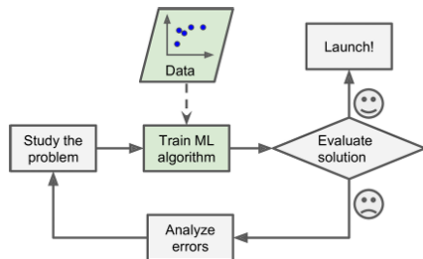 Launch!
Data
Study the
problem
Train ML
algorithm
Evaluate
solution
Analyze
errors